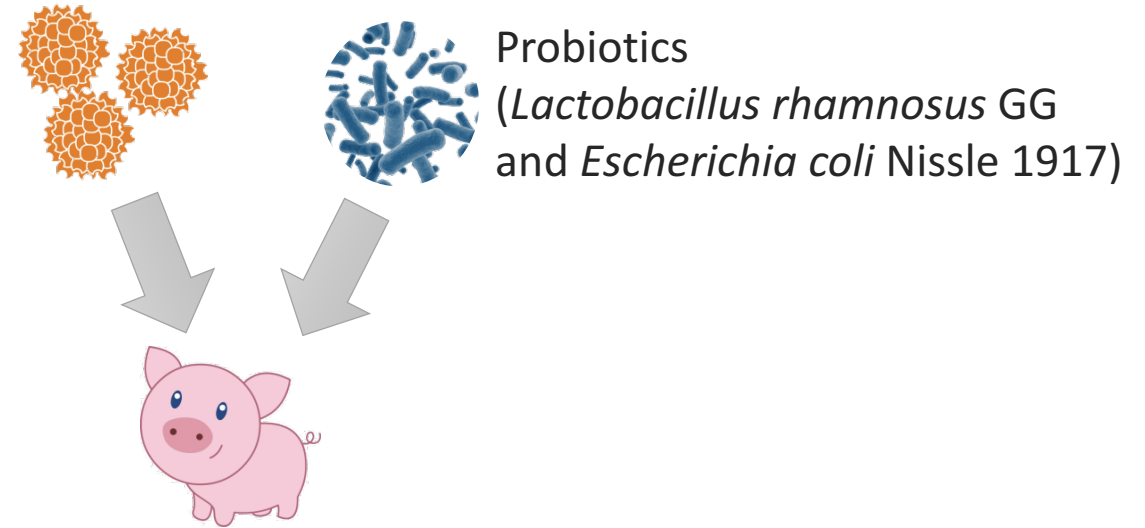 Probiotics
(Lactobacillus rhamnosus GG
and Escherichia coli Nissle 1917)